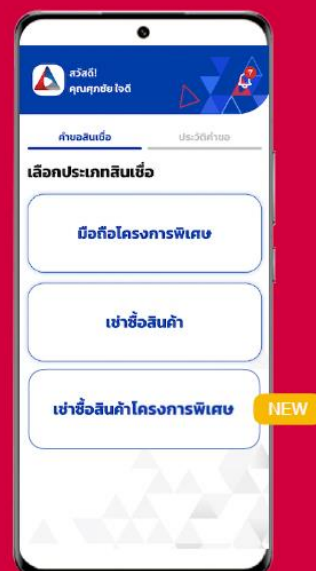 สวัสดี!
คุณศุภชัย ใจดี
7
คำขอสินเชื่อ
ประวัติคำขอ
เลือกประเภทสินเชื่อ
มือถือโครงการพิเศษ
เช่าซื้อสินค้า
เช่าซื้อสินค้าโครงการพิเศษ
NEW